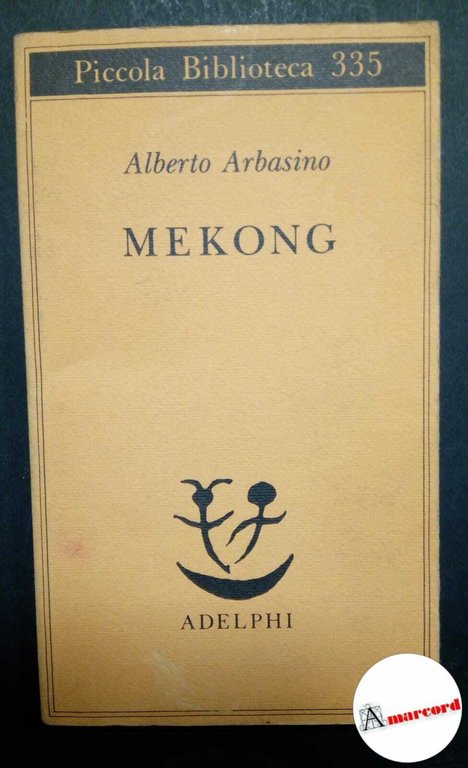 Piccola Biblioteca 335
Alberto Arbasino
MEKONG
ADELPHI
Amarcord